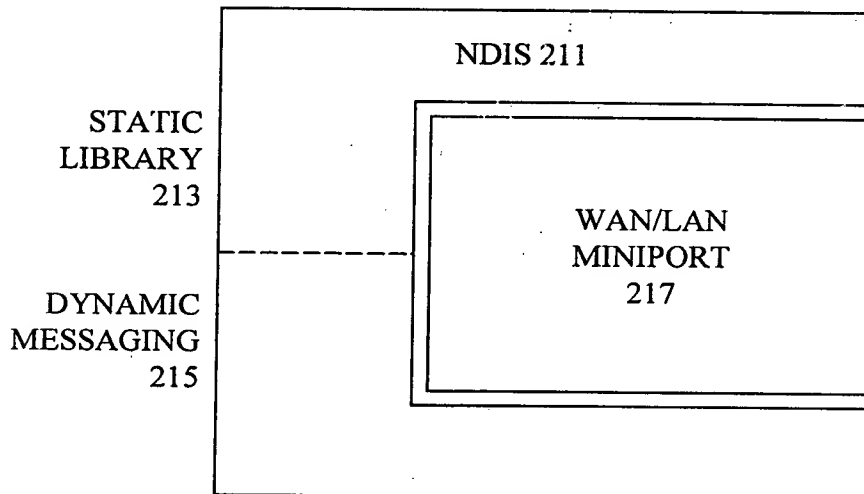 NDIS 211
STATIC
LIBRARY
213
WAN/LAN
MINIPORT
217
DYNAMIC
MESSAGING
215